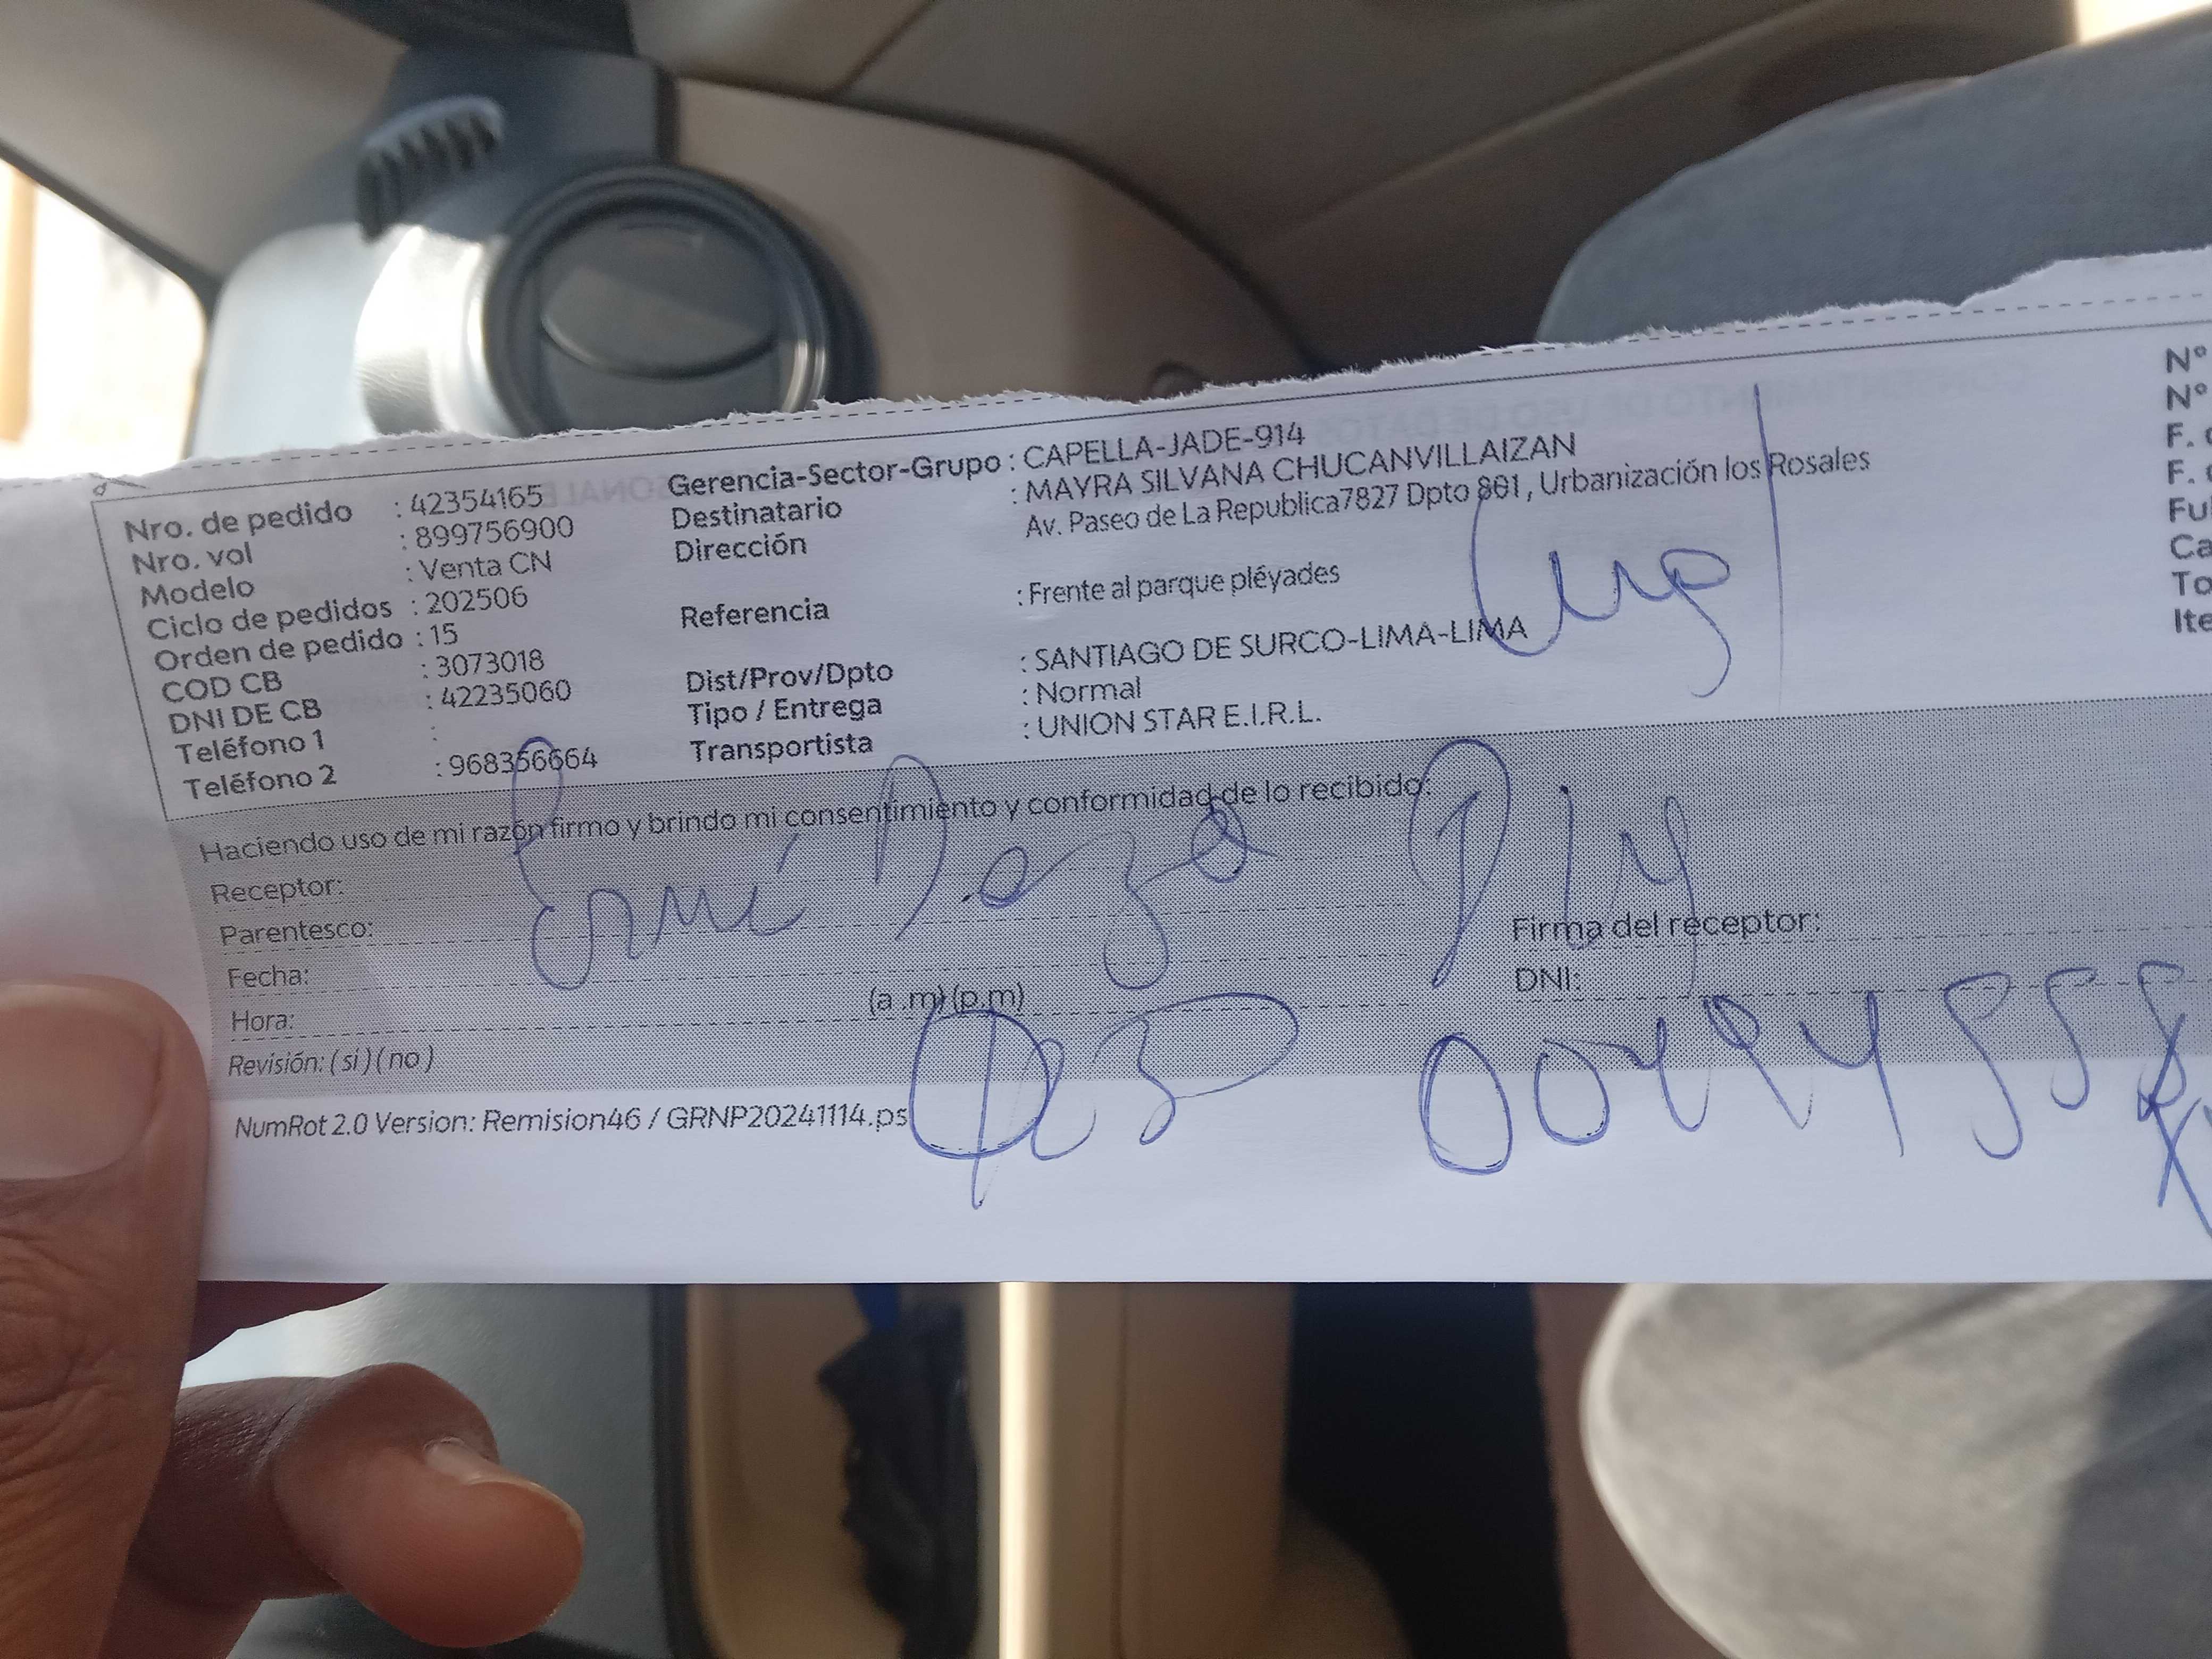 Nro. de pedido : 42354165
Nro. vol : 899756900
Modelo : Venta CN
Ciclo de pedidos : 202506
Orden de pedido : 15
COD CB : 3073018
DNI DE CB : 42235060
Teléfono 1 :
Teléfono 2 : 968356664
Gerencia-Sector-Grupo : CAPELLA-JADE-914
Destinatario : MAYRA SILVANA CHUCANVILLAIZAN
Dirección Av. Paseo de La Republica7827 Dpto 801, Urbanización los Rosales
Referencia : Frente al parque pléyades
Dist/Prov/Dpto : SANTIAGO DE SURCO-LIMA-LIMA
Tipo / Entrega : Normal
Transportista : UNION STAR E.I.R.L.
N°
N°
F.
F.
Ful
Ca
To
Ite
Haciendo uso de mi razón firmo y brindo mi consentimiento y conformidad de lo recibido:
Receptor:
Parentesco:
Fecha:
Hora: (a .m) (p.m)
Revisión: ( si ) ( no )
Firma del receptor:
DNI:
NumRot 2.0 Version: Remision46 / GRNP20241114.ps